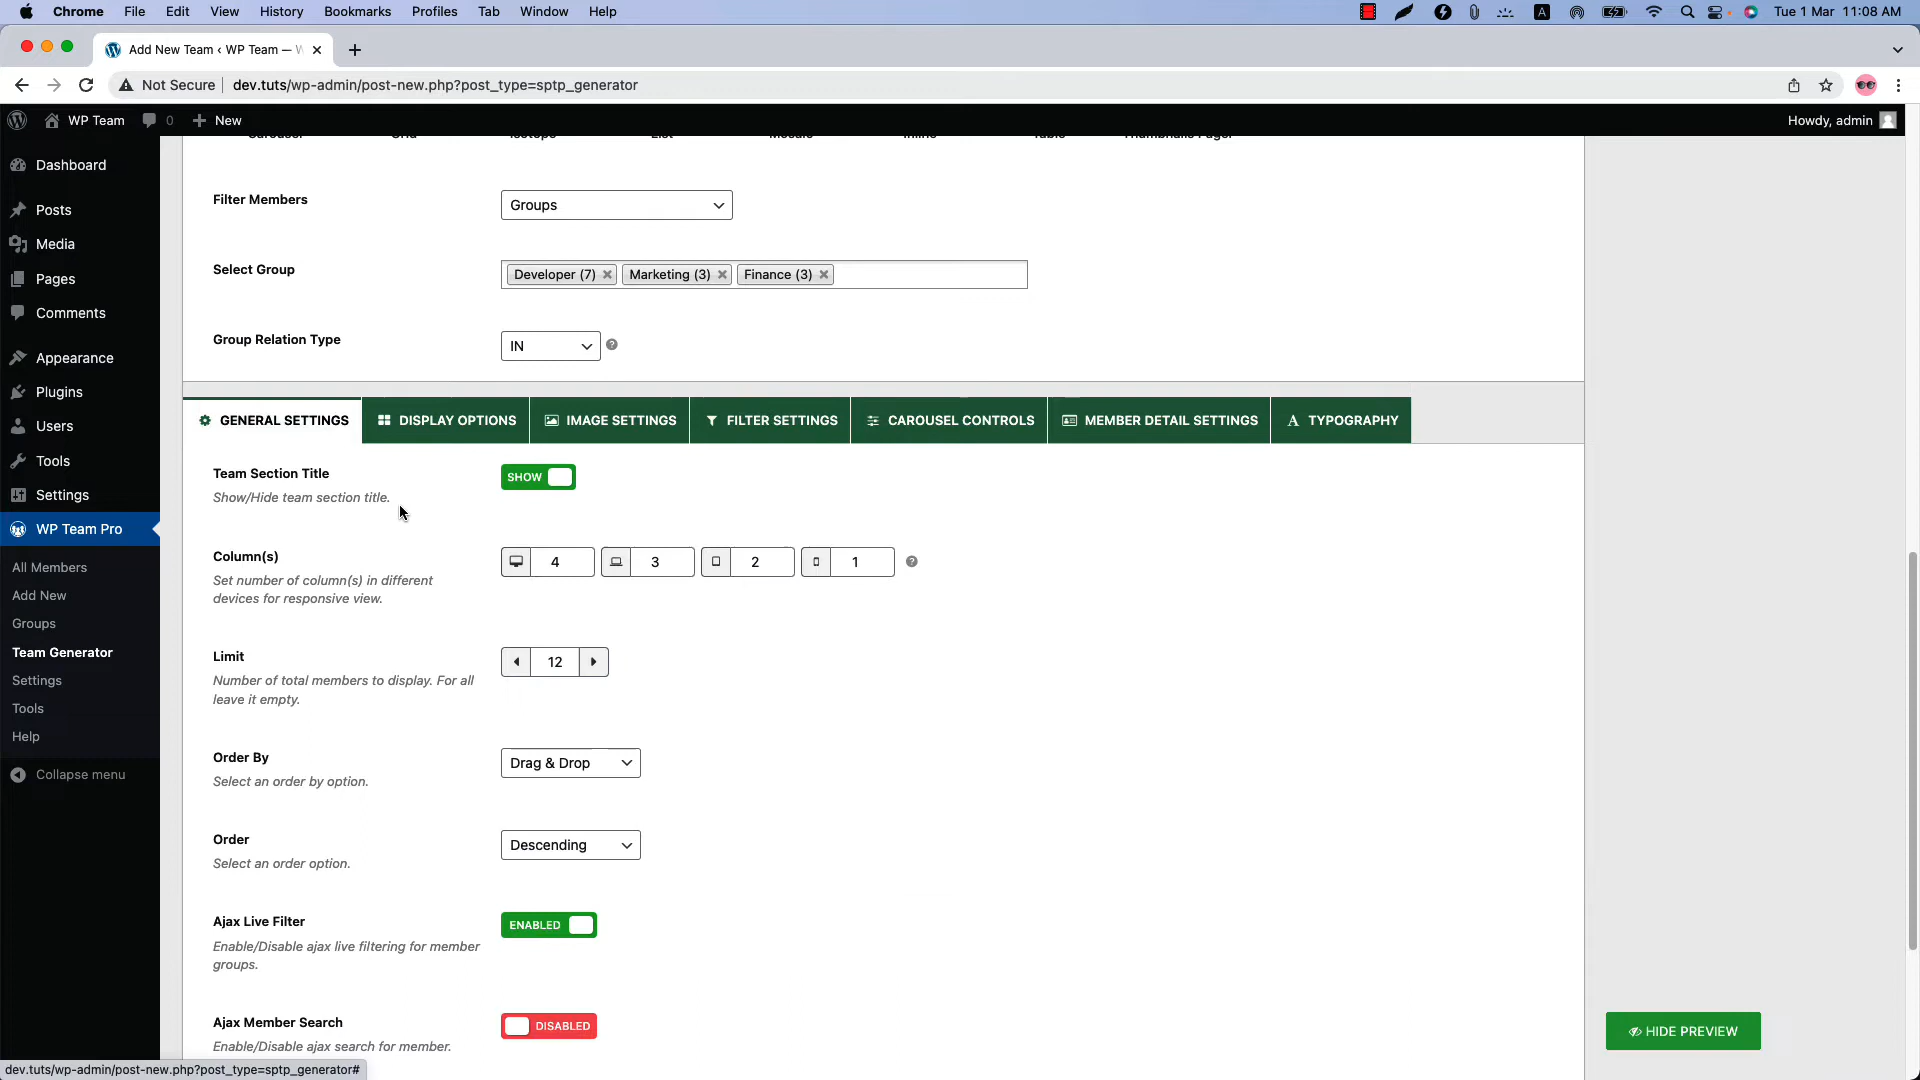 Chrome File Edit View History Bookmarks Profiles Tab Window Help
A Tue 1 Mar 11:08 AM
Add New Team ‹ WP Team — W
Not Secure dev.tuts/wp-admin/post-new.php?post_type=sptp_generator
WP Team 0 New Howdy, admin
Carousel Grid Isotope List Mosaic Inline Table Thumbnails Pager
Dashboard
Posts
Media
Pages
Comments
Appearance
Plugins
Users
Tools
Settings
WP Team Pro
All Members
Add New
Groups
Team Generator
Settings
Tools
Help
Collapse menu
Filter Members Groups
Select Group Developer (7) Marketing (3) Finance (3)
Group Relation Type IN
GENERAL SETTINGS DISPLAY OPTIONS IMAGE SETTINGS FILTER SETTINGS CAROUSEL CONTROLS MEMBER DETAIL SETTINGS A TYPOGRAPHY
Team Section Title SHOW
Show/Hide team section title.
Column(s) 4 3 2 1
Set number of column(s) in different
devices for responsive view.
Limit 12
Number of total members to display. For all
leave it empty.
Order By Drag & Drop
Select an order by option.
Order Descending
Select an order option.
Ajax Live Filter ENABLED
Enable/Disable ajax live filtering for member
groups.
Ajax Member Search DISABLED
Enable/Disable ajax search for member.
HIDE PREVIEW
dev.tuts/wp-admin/post-new.php?post_type=sptp_generator#